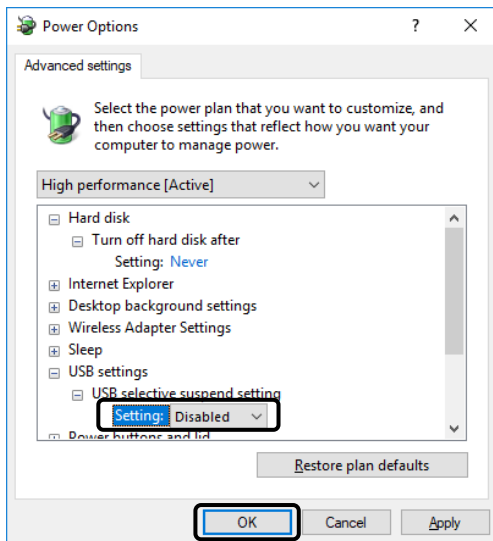 Power Options
?
Advanced settings
Select the power plan that you want to customize, and
then choose settings that reflect how you want your
computer to manage power.
High performance [Active]
Hard disk
Turn off hard disk after
Setting: Never
Internet Explorer
Desktop background settings
Wireless Adapter Settings
Sleep
USB settings
USB selective suspend setting
Setting: Disabled
Power buttons and lid
Restore plan defaults
OK Cancel Apply